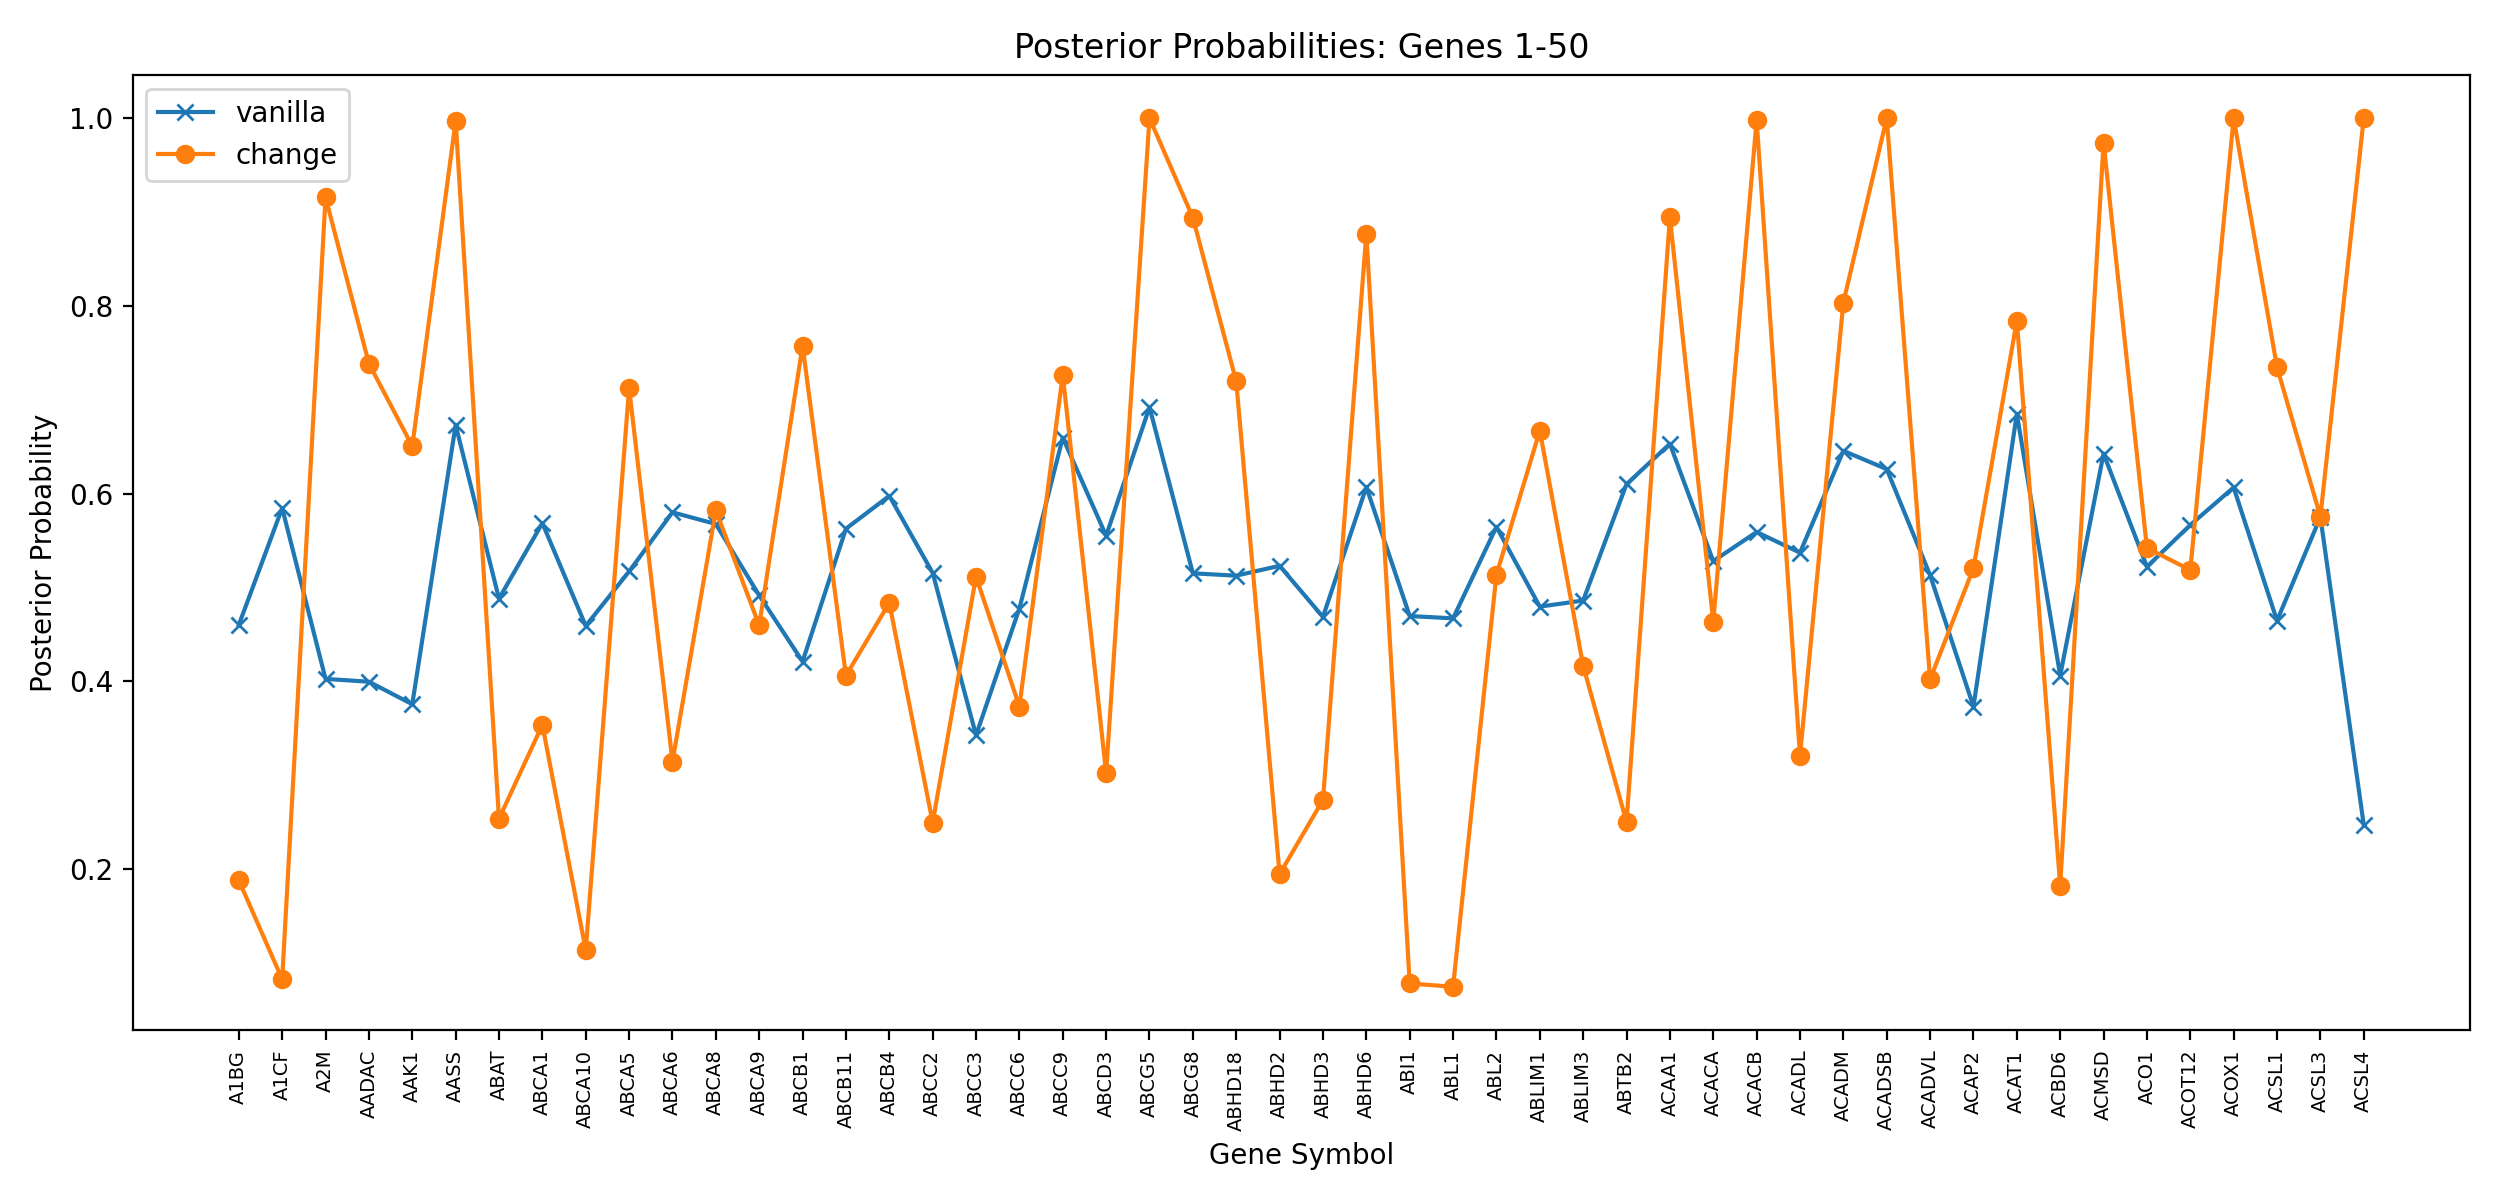 Posterior Probabilities: Genes 1-50
vanilla
change
Posterior Probability
1.0
0.8
0.6
0.4
0.2
A1BG
A1CF
A2M
AADAC
AAK1
AASS
ABAT
ABCA1
ABCA10
ABCA5
ABCA6
ABCA8
ABCA9
ABCB1
ABCB11
ABCB4
ABCC2
ABCC3
ABCC6
ABCC9
ABCD3
ABCG5
ABCG8
ABHD18
ABHD2
ABHD3
ABHD6
ABI1
ABL1
ABL2
ABLIM1
ABLIM3
ABTB2
ACAA1
ACACA
ACACB
ACADL
ACADM
ACADSB
ACADVL
ACAP2
ACAT1
ACBD6
ACMSD
ACO1
ACOT12
ACOX1
ACSL1
ACSL3
ACSL4
Gene Symbol